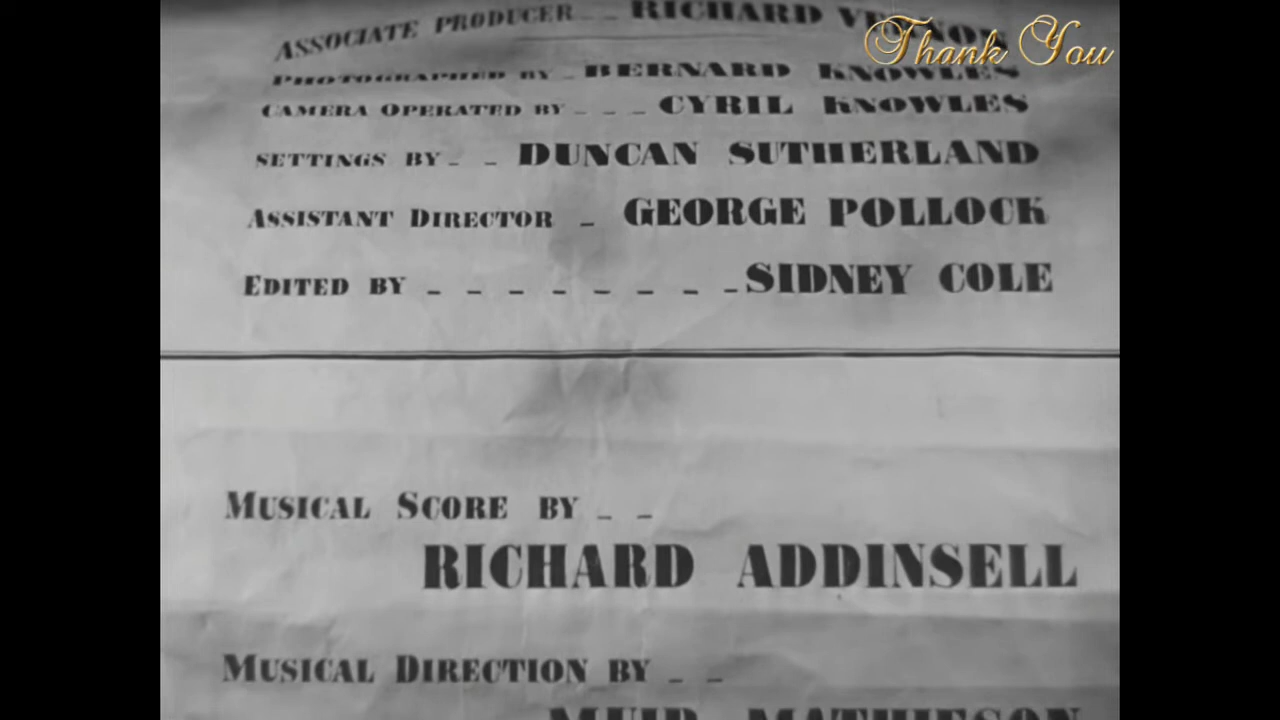 ASSOCIATE PRODUCER _ _ RICHARD VERNON
Thank You
PHOTOGRAPHED BY _ BERNARD KNOWLES
CAMERA OPERATED BY _ _ _ CYRIL KNOWLES
SETTINGS BY _ _ DUNCAN SUTHERLAND
ASSISTANT DIRECTOR _ GEORGE POLLOCK
EDITED BY _ _ _ _ _ _ _ _ SIDNEY COLE
MUSICAL SCORE BY _ _
RICHARD ADDINSELL
MUSICAL DIRECTION BY _ _
MUIR MATHIESON